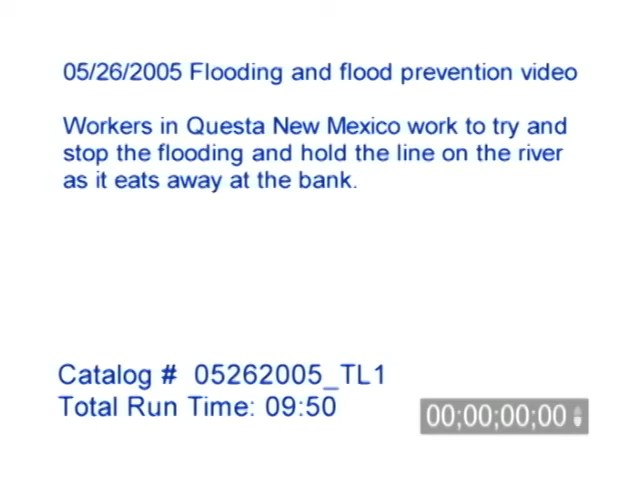 05/26/2005 Flooding and flood prevention video
Workers in Questa New Mexico work to try and
stop the flooding and hold the line on the river
as it eats away at the bank.
Catalog # 05262005_TL1
Total Run Time: 09:50
00;00;00;00